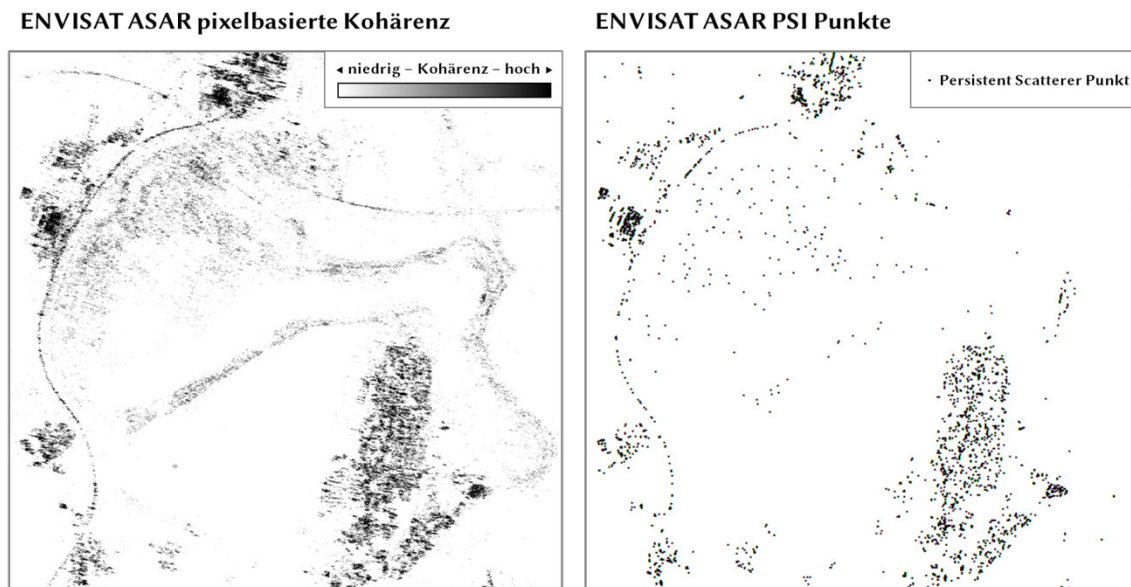 ENVISAT ASAR pixelbasierte Kohärenz
ENVISAT ASAR PSI Punkte
◂ niedrig – Kohärenz – hoch ▸
· Persistent Scatterer Punkt